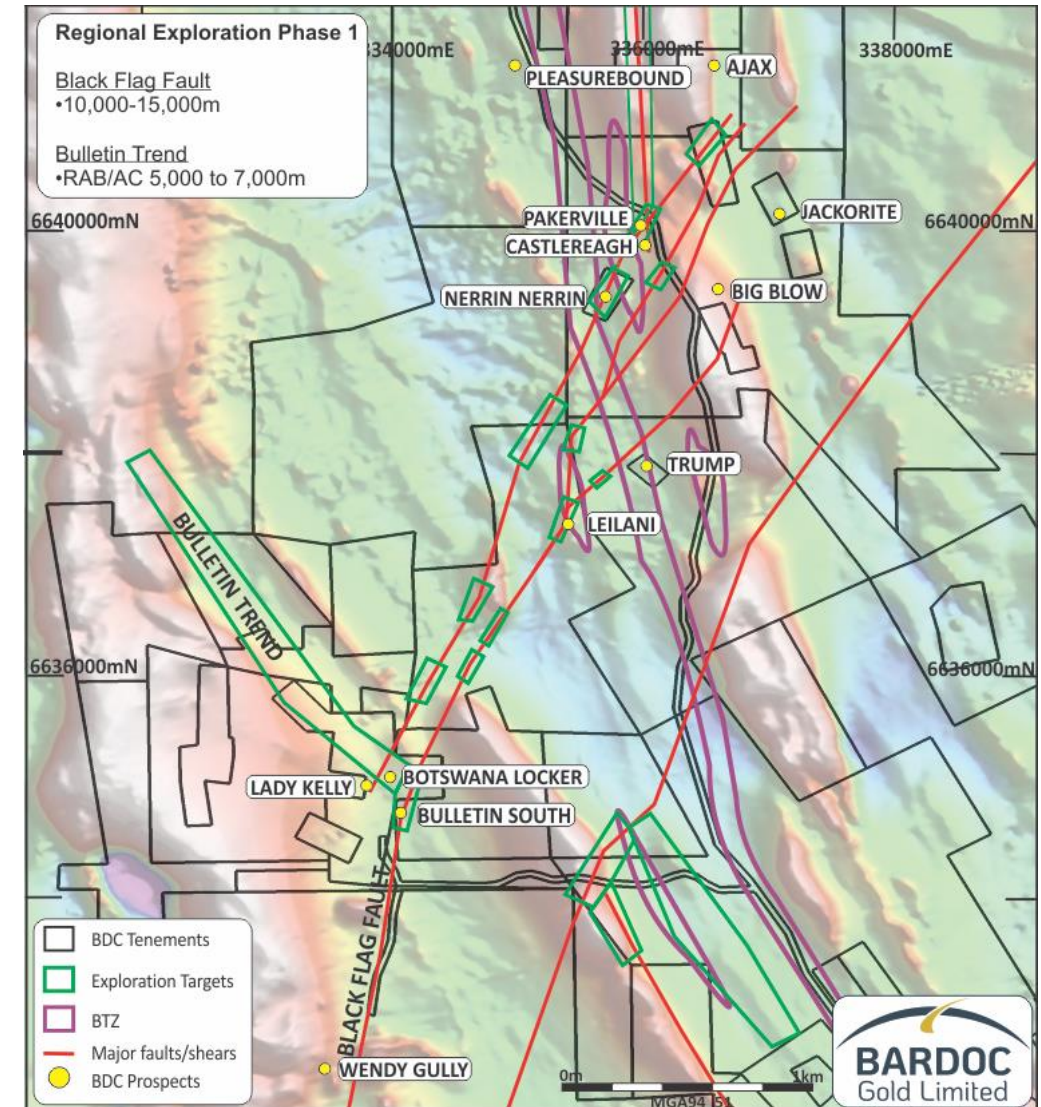 Regional Exploration Phase 1
Black Flag Fault
•10,000-15,000m
Bulletin Trend
•RAB/AC 5,000 to 7,000m
334000mE
336000mE
338000mE
PLEASUREBOUND
AJAX
PAKERVILLE
JACKORITE
6640000mN
6640000mN
CASTLEREAGH
NERRIN NERRIN
BIG BLOW
TRUMP
LEILANI
BULLETIN TREND
6636000mN
6636000mN
BOTSWANA LOCKER
LADY KELLY
BULLETIN SOUTH
BLACK FLAG FAULT
WENDY GULLY
BDC Tenements
Exploration Targets
BTZ
Major faults/shears
BDC Prospects
0m
1km
MGA94_51
BARDOC
Gold Limited